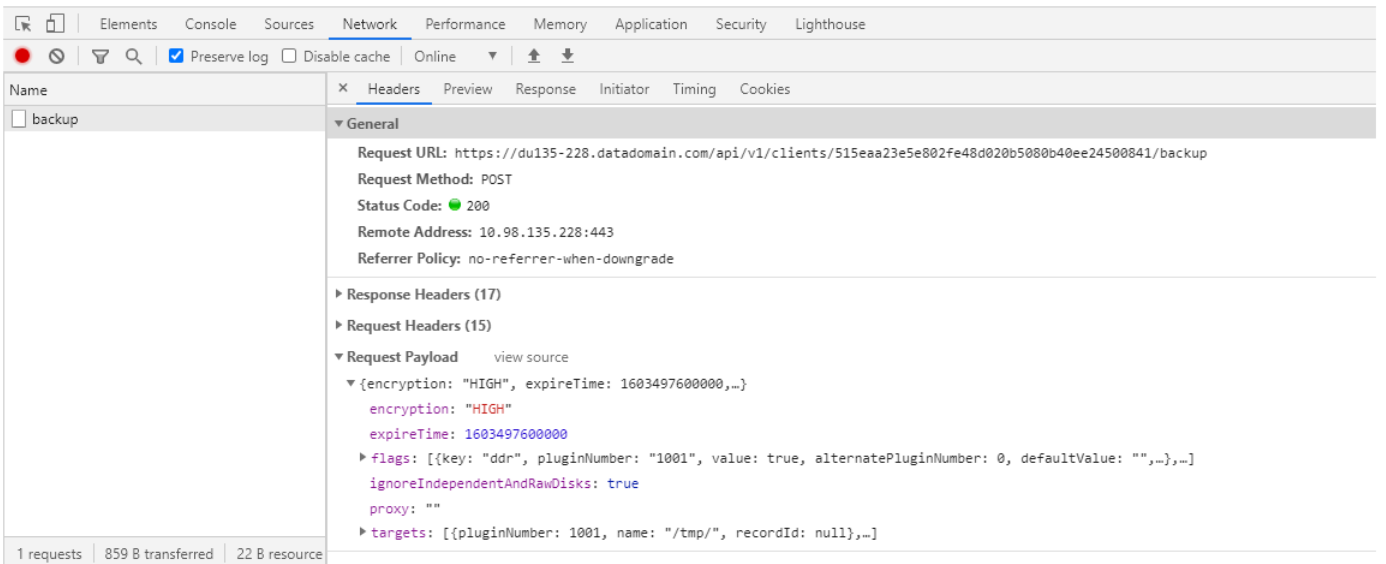 Elements Console Sources Network Performance Memory Application Security Lighthouse
Preserve log Disable cache Online
Name
backup
× Headers Preview Response Initiator Timing Cookies
▼General
Request URL: https://du135-228.datadomain.com/api/v1/clients/515eaa23e5e802fe48d020b5080b40ee24500841/backup
Request Method: POST
Status Code: 200
Remote Address: 10.98.135.228:443
Referrer Policy: no-referrer-when-downgrade
▶Response Headers (17)
▶Request Headers (15)
▼Request Payload view source
▼{encryption: "HIGH", expireTime: 1603497600000,…}
encryption: "HIGH"
expireTime: 1603497600000
▶flags: [{key: "ddr", pluginNumber: "1001", value: true, alternatePluginNumber: 0, defaultValue: "",…},…]
ignoreIndependentAndRawDisks: true
proxy: ""
▶targets: [{pluginNumber: 1001, name: "/tmp/", recordId: null},…]
1 requests 859 B transferred 22 B resource